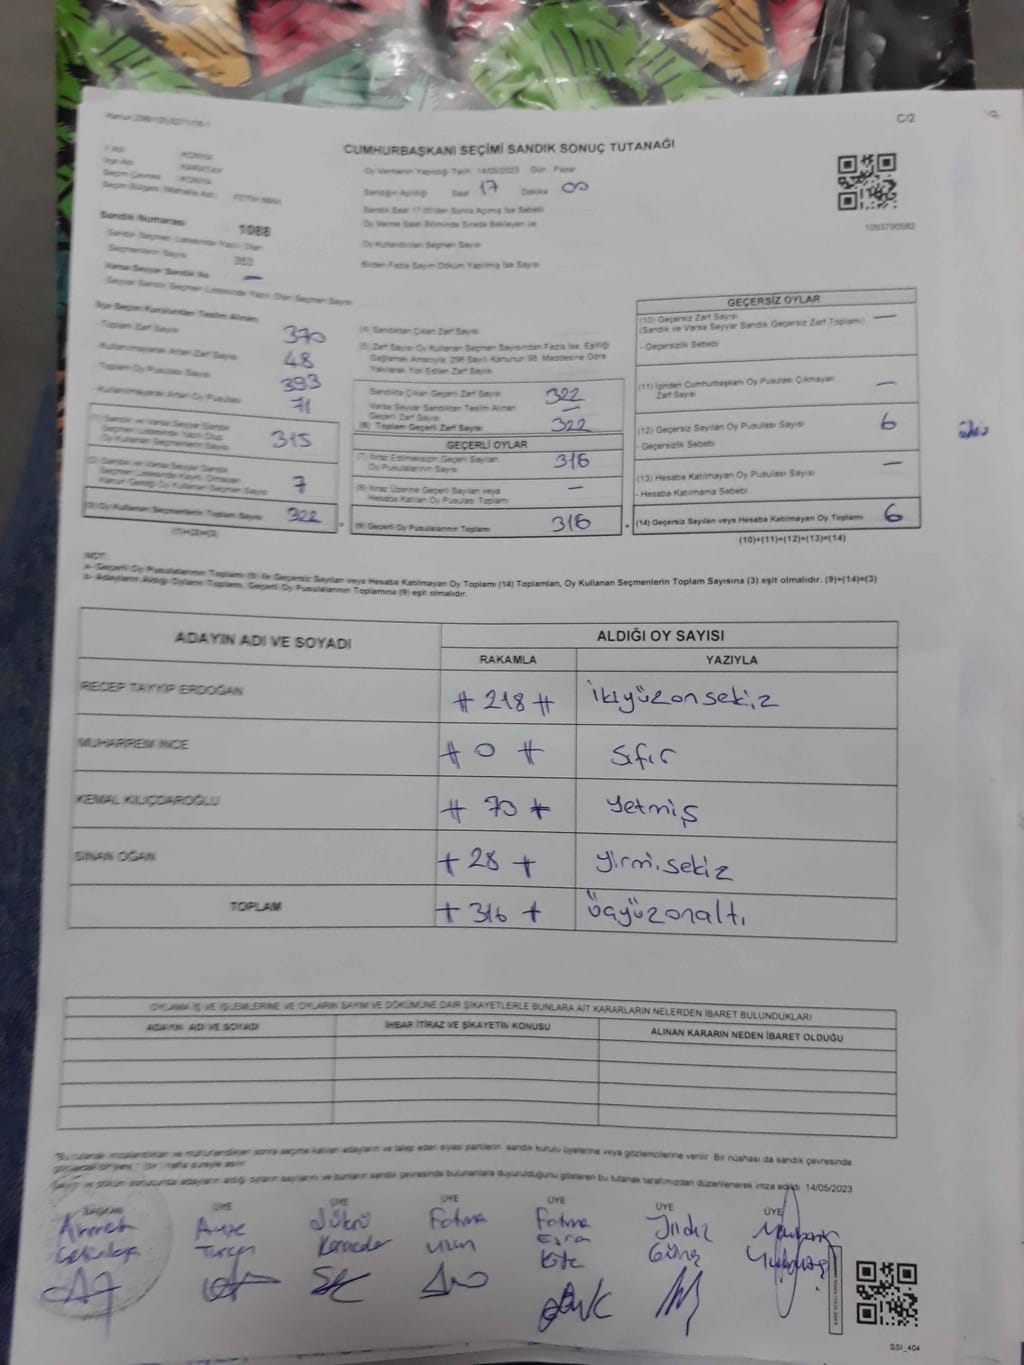 C/2
CUMHURBAŞKANI SEÇİMİ SANDIK SONUÇ TUTANAĞI
Oy Vermenin Yapıldığı Tarih: 14/05/2023 Gün: Pazar
Sandığın Açıldığı Saat 17 Dakika 00
Sandık Saat 17.00'den Sonra Açılmış İse Sebebi
Oy Verme Saati Bitiminde Sırada Bekleyen ve
Oy Kullandırılan Seçmen Sayısı
Birden Fazla Sayım Döküm Yapılmış İse Sayısı
1093790582
İl Adı : KONYA
İlçe Adı : KARATAY
Seçim Çevresi : KONYA
Seçim Bölgesi (Mahalle Adı) : FETİH MAH.
Sandık Numarası : 1088
- Sandık Seçmen Listesinde Yazılı Olan
Seçmenlerin Sayısı
Varsa Seyyar Sandık No —
- Seyyar Sandık Seçmen Listesinde Yazılı Olan Seçmen Sayısı
İlçe Seçim Kurulundan Teslim Alınan;
- Toplam Zarf Sayısı 370
- Kullanılmayarak Artan Zarf Sayısı 48
- Toplam Oy Pusulası Sayısı 393
- Kullanılmayarak Artan Oy Pusulası 71
(1) Sandık ve Varsa Seyyar Sandık
Seçmen Listesinde Yazılı Olup
Oy Kullanan Seçmenlerin Sayısı 315
(2) Sandık ve Varsa Seyyar Sandık
Seçmen Listesinde Kayıtlı Olmayan
Kanun Gereği Oy Kullanan Seçmen Sayısı 7
(3) Oy Kullanan Seçmenlerin Toplam Sayısı 322
(1)+(2)=(3)
(4) Sandıktan Çıkan Zarf Sayısı
(5) Zarf Sayısı Oy Kullanan Seçmen Sayısından Fazla İse, Eşitliği
Sağlamak Amacıyla, 298 Sayılı Kanunun 98. Maddesine Göre
Yakılarak Yok Edilen Zarf Sayısı
Sandıkta Çıkan Geçerli Zarf Sayısı 322
Varsa Seyyar Sandıktan Teslim Alınan
Geçerli Zarf Sayısı —
(6) Toplam Geçerli Zarf Sayısı 322
GEÇERLİ OYLAR
(7) İtiraz Edilmeksizin Geçerli Sayılan
Oy Pusulalarının Sayısı 316
(8) İtiraz Üzerine Geçerli Sayılan veya
Hesaba Katılan Oy Pusulası Toplamı —
(9) Geçerli Oy Pusulalarının Toplamı 316
GEÇERSİZ OYLAR
(10) Geçersiz Zarf Sayısı —
(Sandık ve Varsa Seyyar Sandık Geçersiz Zarf Toplamı)
- Geçersizlik Sebebi
(11) İçinden Cumhurbaşkanı Oy Pusulası Çıkmayan
Zarf Sayısı —
(12) Geçersiz Sayılan Oy Pusulası Sayısı 6
- Geçersizlik Sebebi
(13) Hesaba Katılmayan Oy Pusulası Sayısı —
- Hesaba Katılmama Sebebi
(14) Geçersiz Sayılan veya Hesaba Katılmayan Oy Toplamı 6
(10)+(11)+(12)+(13)=(14)
NOT:
a- Geçerli Oy Pusulalarının Toplamı (9) ile Geçersiz Sayılan veya Hesaba Katılmayan Oy Toplamı (14) Toplamları, Oy Kullanan Seçmenlerin Toplam Sayısına (3) eşit olmalıdır. (9)+(14)=(3)
b- Adayların Aldığı Oyların Toplamı, Geçerli Oy Pusulalarının Toplamına (9) eşit olmalıdır.
ADAYIN ADI VE SOYADI
ALDIĞI OY SAYISI
RAKAMLA YAZIYLA
RECEP TAYYİP ERDOĞAN # 218 # ikiyüzonsekiz
MUHARREM İNCE # 0 # sıfır
KEMAL KILIÇDAROĞLU # 70 # yetmiş
SİNAN OĞAN + 28 + yirmisekiz
TOPLAM + 316 + üçyüzonaltı
OYLAMA İŞ VE İŞLEMLERİNE VE OYLARIN SAYIM VE DÖKÜMÜNE DAİR ŞİKAYETLERLE BUNLARA AİT KARARLARIN NELERDEN İBARET BULUNDUKLARI
ADAYIN ADI VE SOYADI İHBAR İTİRAZ VE ŞİKAYETİN KONUSU ALINAN KARARIN NEDEN İBARET OLDUĞU
"Bu tutanak imzalandıktan ve mühürlendikten sonra seçime katılan adayların ve talep eden siyasi partilerin sandık kurulu üyelerine veya gözlemcilerine verilir. Bir nüshası da sandık çevresinde
görülecek bir yere bir hafta süreyle asılır.
Sayım ve döküm sonucunda adayların aldığı oyların sayılarını ve bunların sandık çevresinde bulunanlara duyurulduğunu gösteren bu tutanak tarafımızdan düzenlenerek imza edildi. 14/05/2023
Başkan ÜYE ÜYE ÜYE ÜYE ÜYE ÜYE
Ahmet Ayşe Şükrü Fatma Fatma Yıldız
Karacadar Uzun Esra Güneş
SSI_404